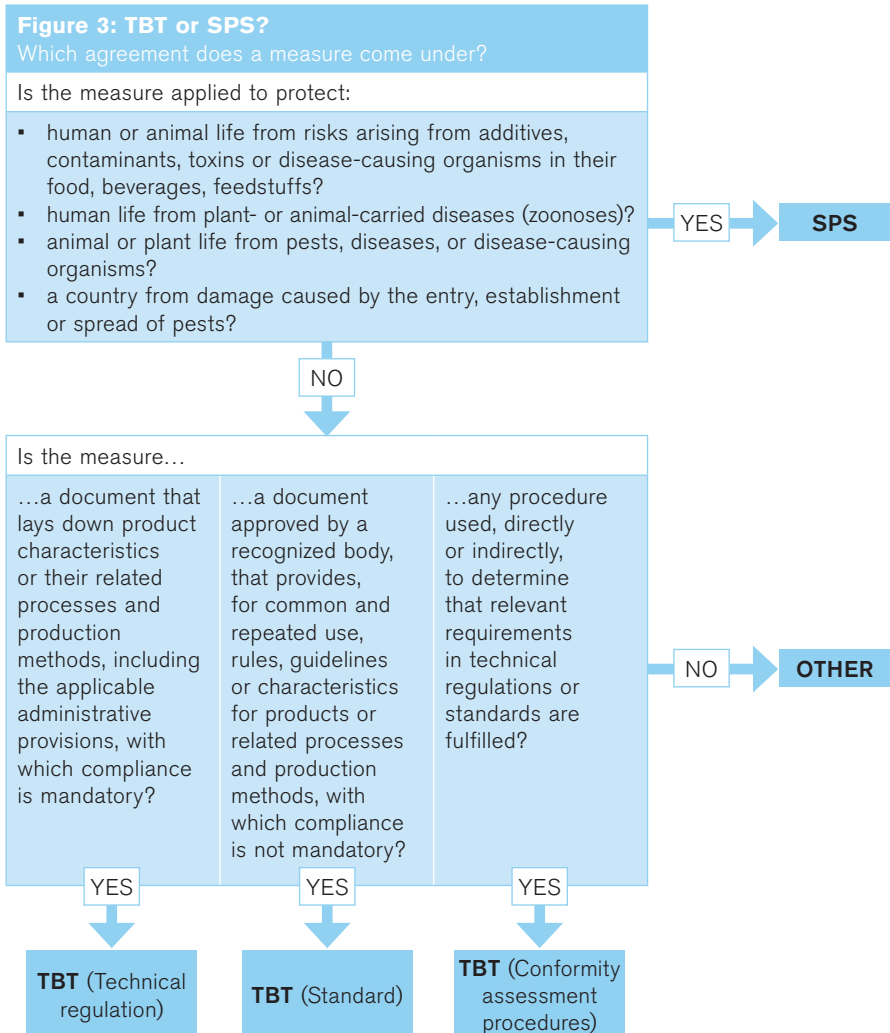 Figure 3: TBT or SPS?
Which agreement does a measure come under?
Is the measure applied to protect:
▪ human or animal life from risks arising from additives,
contaminants, toxins or disease-causing organisms in their
food, beverages, feedstuffs?
▪ human life from plant- or animal-carried diseases (zoonoses)?
▪ animal or plant life from pests, diseases, or disease-causing
organisms?
▪ a country from damage caused by the entry, establishment
or spread of pests?
YES
SPS
NO
Is the measure…
…a document that
lays down product
characteristics
or their related
processes and
production
methods, including
the applicable
administrative
provisions, with
which compliance
is mandatory?
…a document
approved by a
recognized body,
that provides,
for common and
repeated use,
rules, guidelines
or characteristics
for products or
related processes
and production
methods, with
which compliance
is not mandatory?
…any procedure
used, directly
or indirectly,
to determine
that relevant
requirements
in technical
regulations or
standards are
fulfilled?
NO
OTHER
YES
YES
YES
TBT (Technical
regulation)
TBT (Standard)
TBT (Conformity
assessment
procedures)